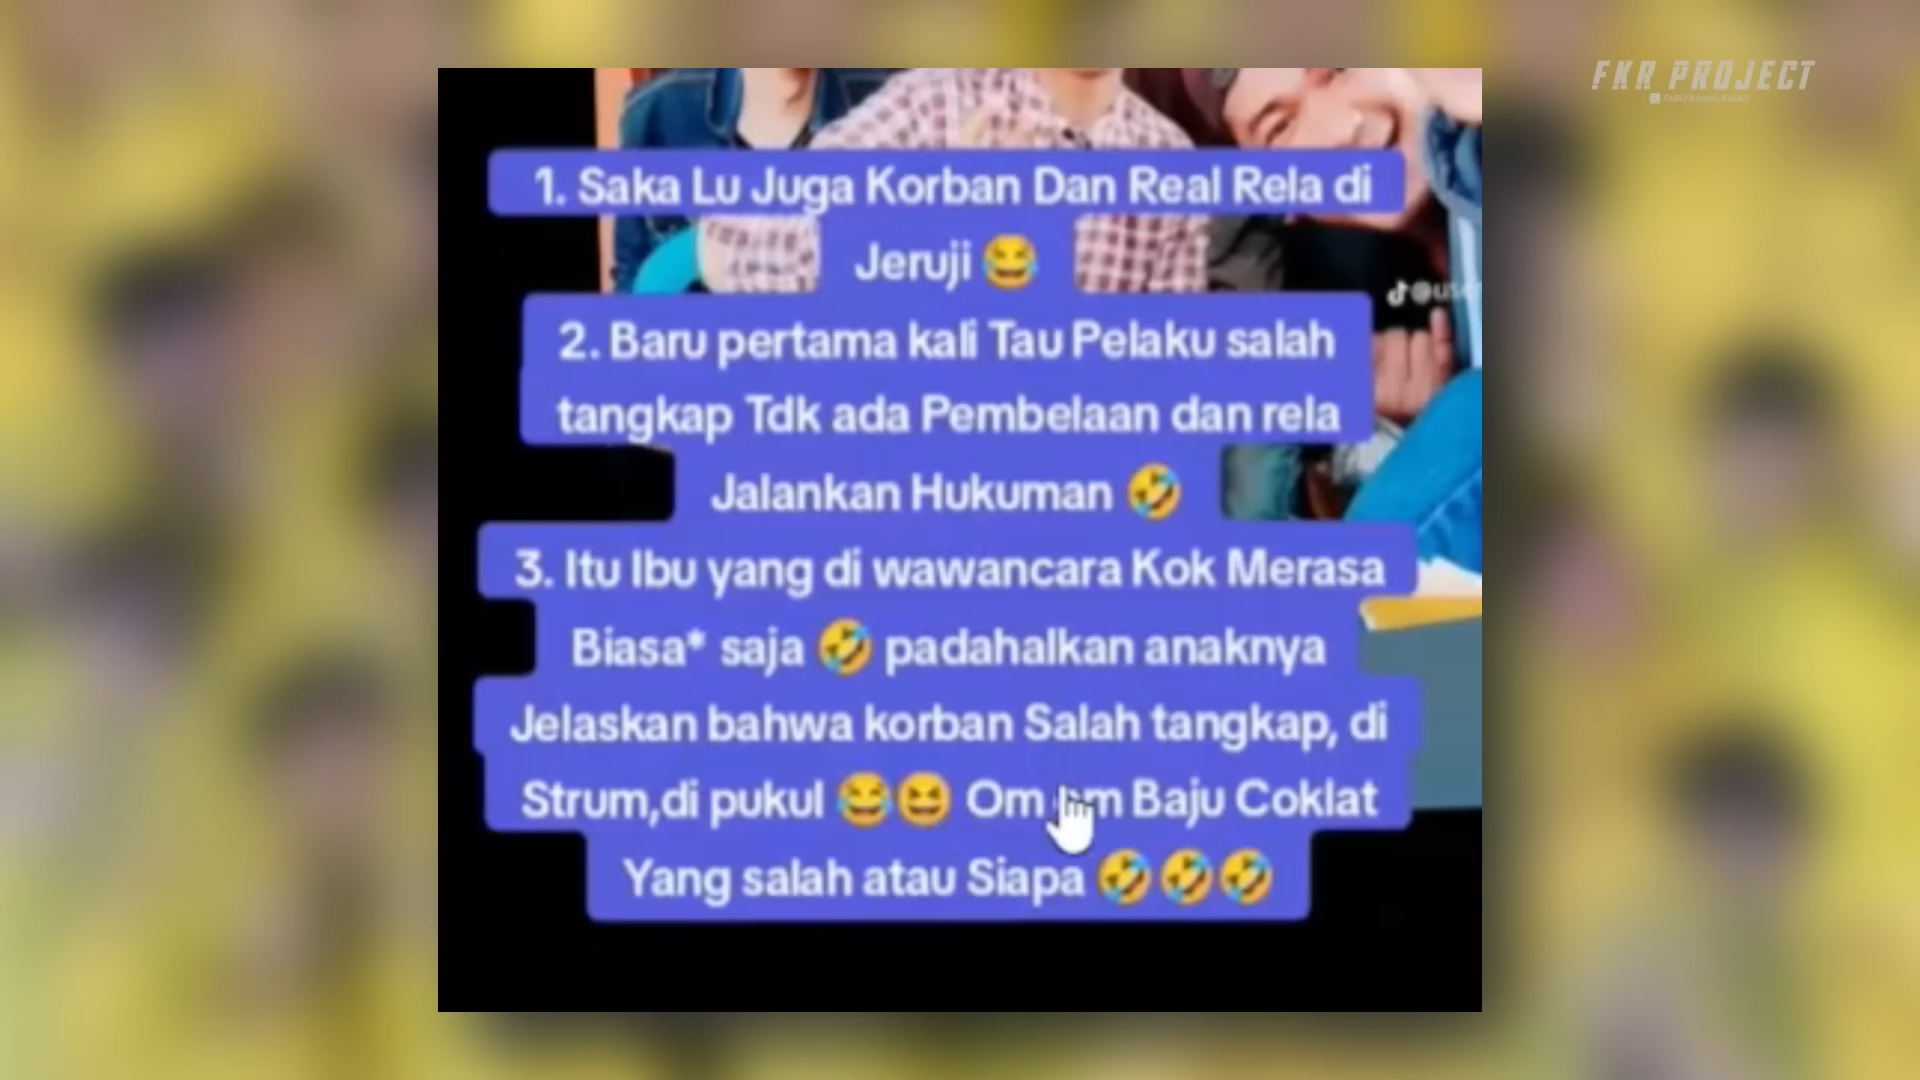 FKR PROJECT
1. Saka Lu Juga Korban Dan Real Rela di
Jeruji 😂
2. Baru pertama kali Tau Pelaku salah
tangkap Tdk ada Pembelaan dan rela
Jalankan Hukuman 🤣
3. Itu Ibu yang di wawancara Kok Merasa
Biasa* saja 🤣 padahalkan anaknya
Jelaskan bahwa korban Salah tangkap, di
Strum,di pukul 😂😆 Om Baju Coklat
Yang salah atau Siapa 🤣🤣🤣